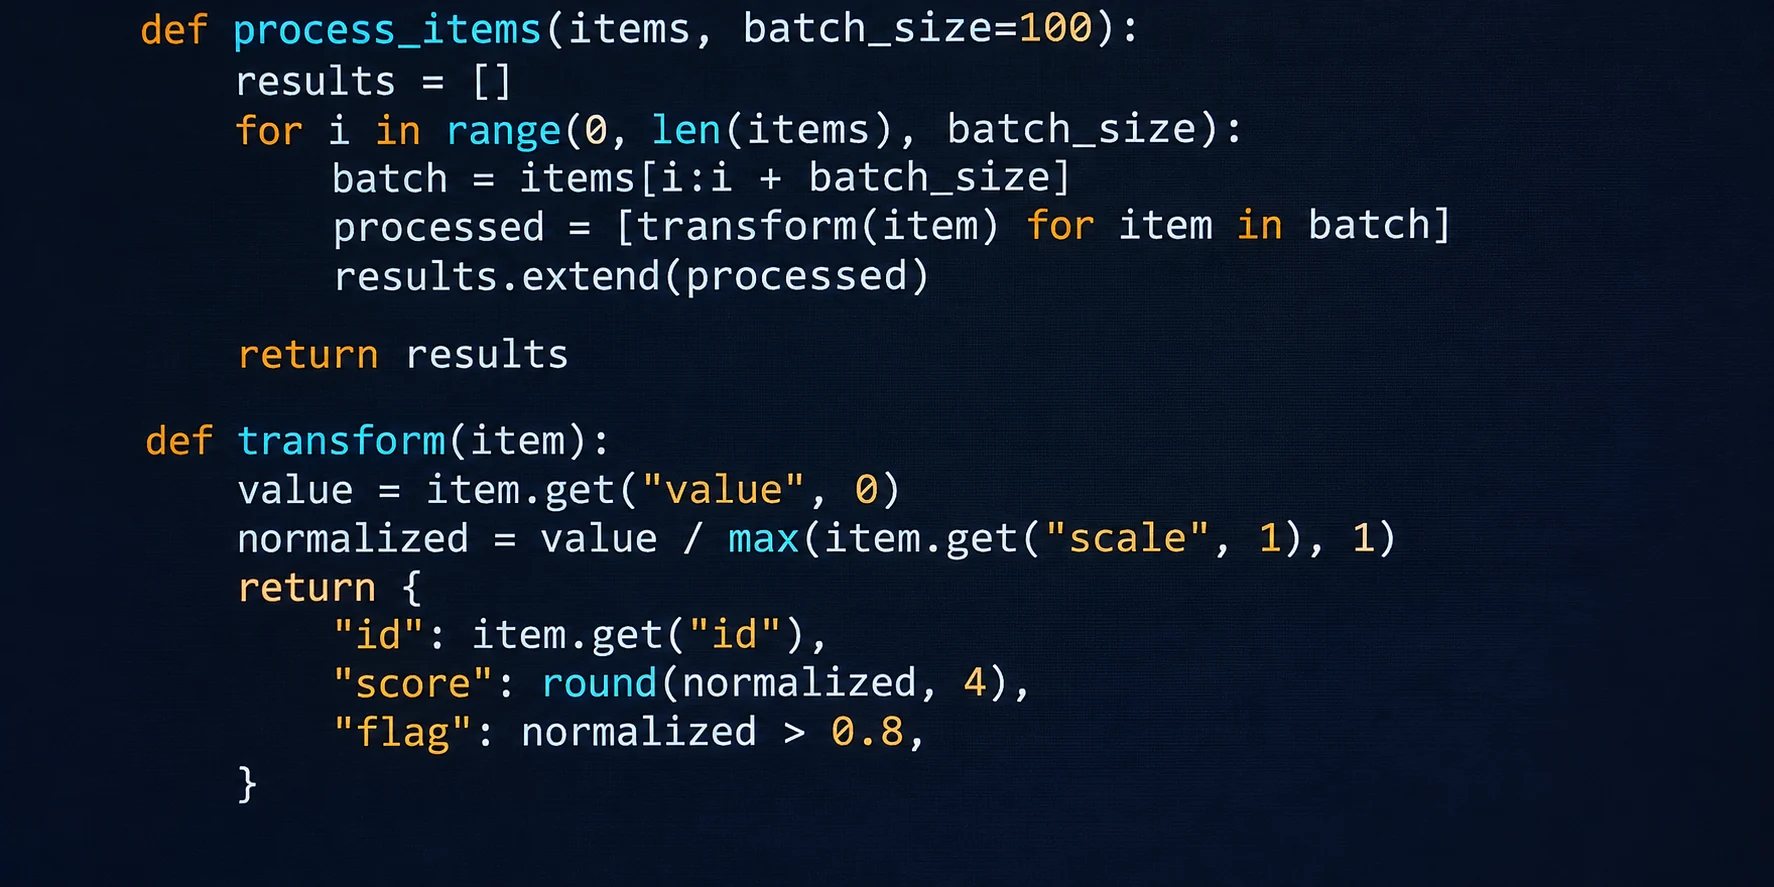 def process_items(items, batch_size=100):
    results = []
    for i in range(0, len(items), batch_size):
        batch = items[i:i + batch_size]
        processed = [transform(item) for item in batch]
        results.extend(processed)

    return results

def transform(item):
    value = item.get("value", 0)
    normalized = value / max(item.get("scale", 1), 1)
    return {
        "id": item.get("id"),
        "score": round(normalized, 4),
        "flag": normalized > 0.8,
    }